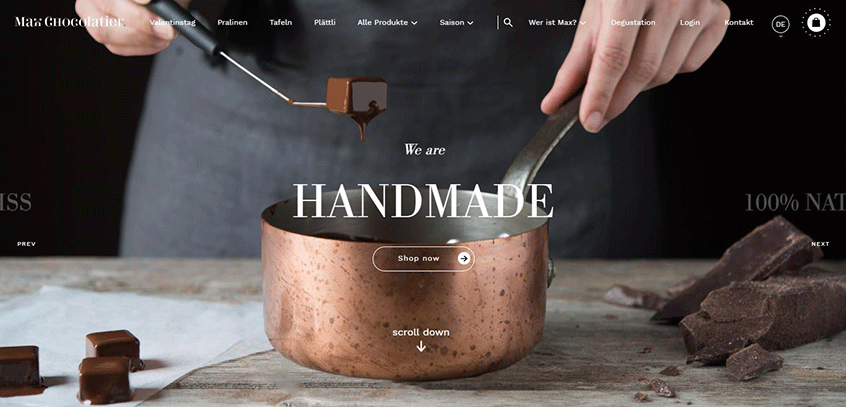 Max Chocolatier
Valentinstag Pralinen Tafeln Plättli Alle Produkte Saison Wer ist Max? Degustation Login Kontakt DE
We are
HANDMADE
ISS
100% NAT
PREV
NEXT
Shop now
scroll down